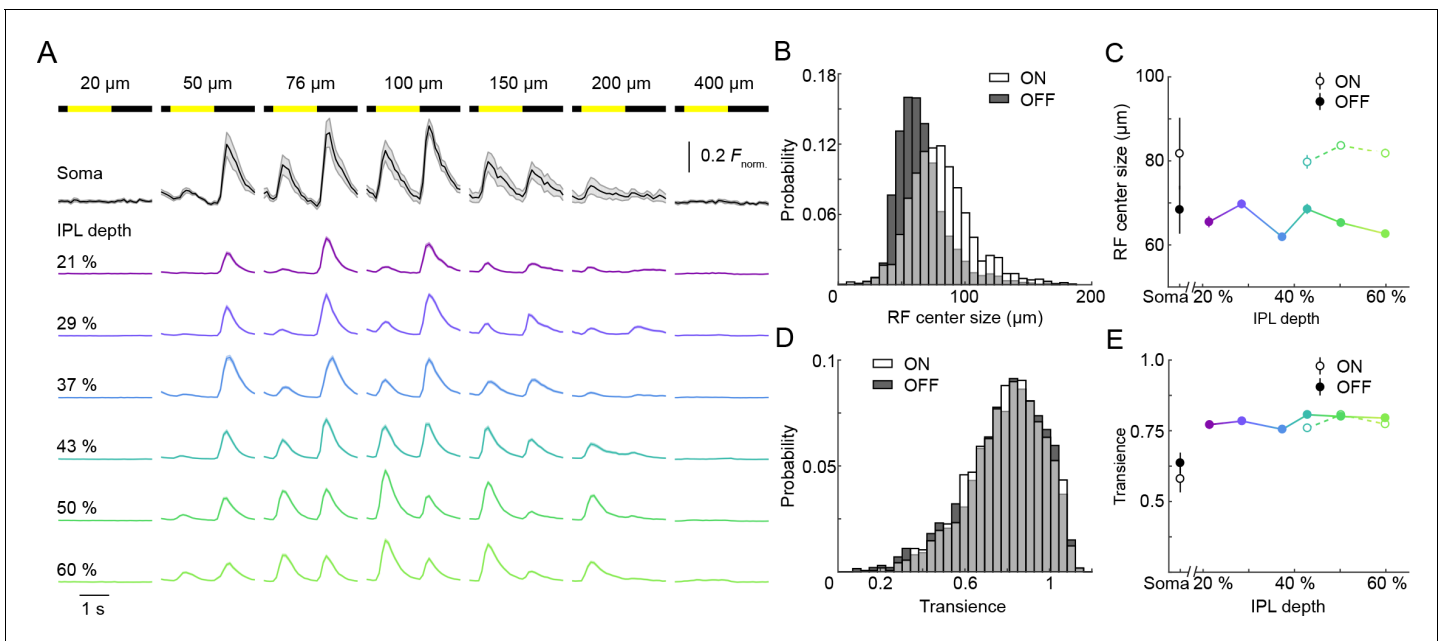 A
20 µm 50 µm 76 µm 100 µm 150 µm 200 µm 400 µm
Soma
0.2 Fnorm.
IPL depth
21 %
29 %
37 %
43 %
50 %
60 %
1 s
B
ON
OFF
0.18
0.12
0.06
0 100 200
Probability
RF center size (µm)
C
ON
OFF
100
80
60
RF center size (µm)
Soma 20 % 40 % 60 %
IPL depth
D
ON
OFF
0.1
0.05
0 0.2 0.6 1
Probability
Transience
E
ON
OFF
1.0
0.75
0.5
Transience
Soma 20 % 40 % 60 %
IPL depth